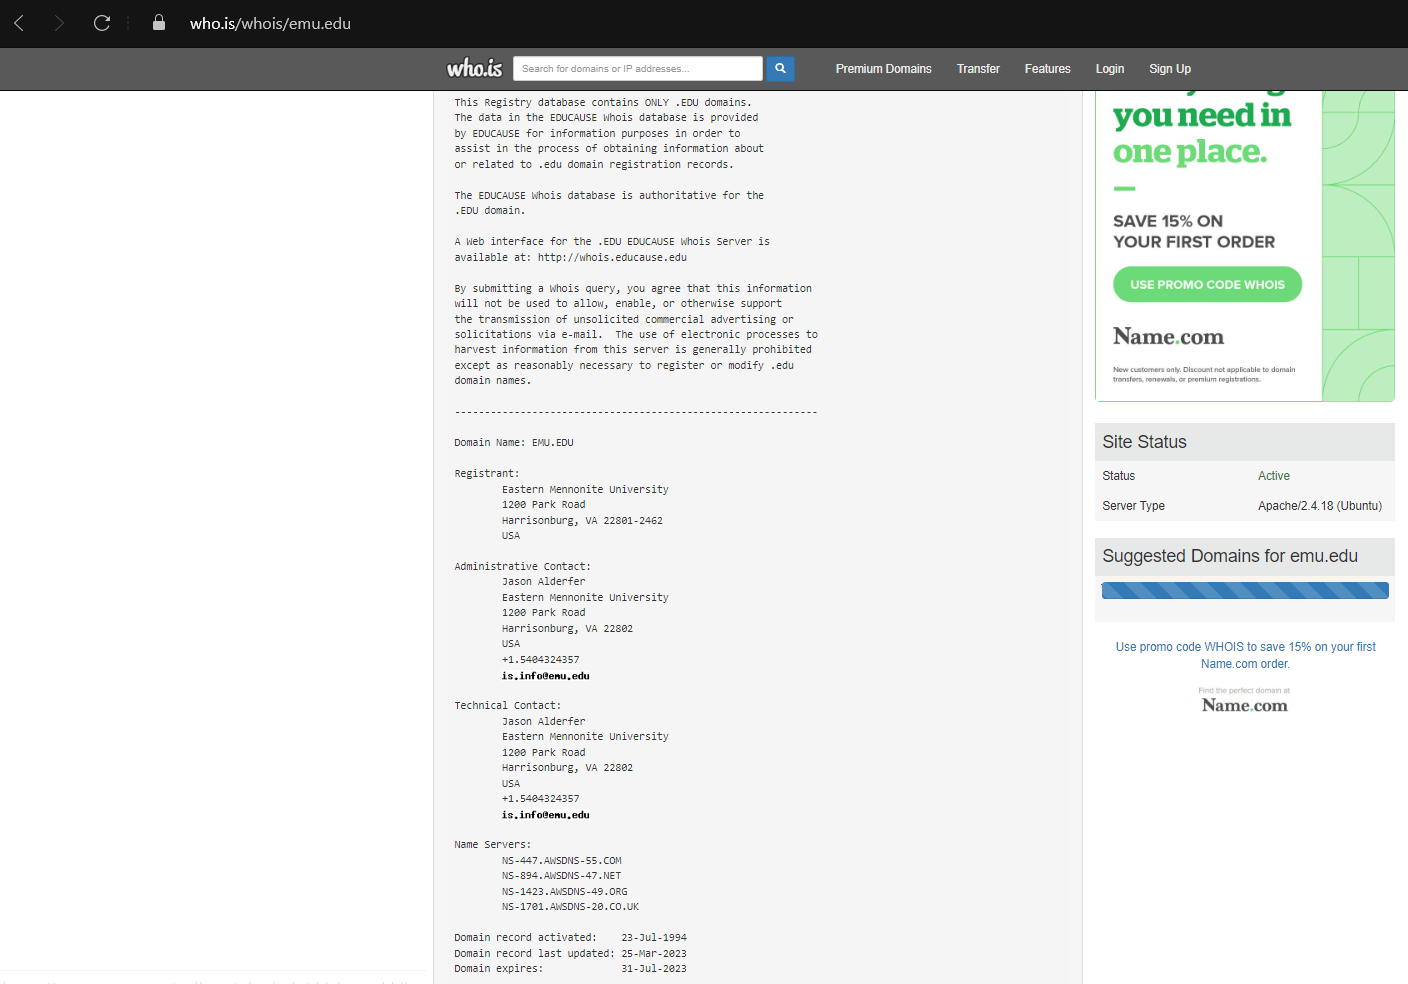 who.is/whois/emu.edu
who.is
Search for domains or IP addresses...
Premium Domains Transfer Features Login Sign Up
This Registry database contains ONLY .EDU domains.
The data in the EDUCAUSE Whois database is provided
by EDUCAUSE for information purposes in order to
assist in the process of obtaining information about
or related to .edu domain registration records.
The EDUCAUSE Whois database is authoritative for the
.EDU domain.
A Web interface for the .EDU EDUCAUSE Whois Server is
available at: http://whois.educause.edu
By submitting a Whois query, you agree that this information
will not be used to allow, enable, or otherwise support
the transmission of unsolicited commercial advertising or
solicitations via e-mail.  The use of electronic processes to
harvest information from this server is generally prohibited
except as reasonably necessary to register or modify .edu
domain names.
-------------------------------------------------------------
Domain Name: EMU.EDU
Registrant:
Eastern Mennonite University
1200 Park Road
Harrisonburg, VA 22801-2462
USA
Administrative Contact:
Jason Alderfer
Eastern Mennonite University
1200 Park Road
Harrisonburg, VA 22802
USA
+1.5404324357
is.info@emu.edu
Technical Contact:
Jason Alderfer
Eastern Mennonite University
1200 Park Road
Harrisonburg, VA 22802
USA
+1.5404324357
is.info@emu.edu
Name Servers:
NS-447.AWSDNS-55.COM
NS-894.AWSDNS-47.NET
NS-1423.AWSDNS-49.ORG
NS-1701.AWSDNS-20.CO.UK
Domain record activated: 23-Jul-1994
Domain record last updated: 25-Mar-2023
Domain expires: 31-Jul-2023
you need in
one place.
SAVE 15% ON
YOUR FIRST ORDER
USE PROMO CODE WHOIS
Name.com
New customers only. Discount not applicable to domain
transfers, renewals, or premium registrations.
Site Status
Status Active
Server Type Apache/2.4.18 (Ubuntu)
Suggested Domains for emu.edu
Use promo code WHOIS to save 15% on your first
Name.com order.
Find the perfect domain at
Name.com